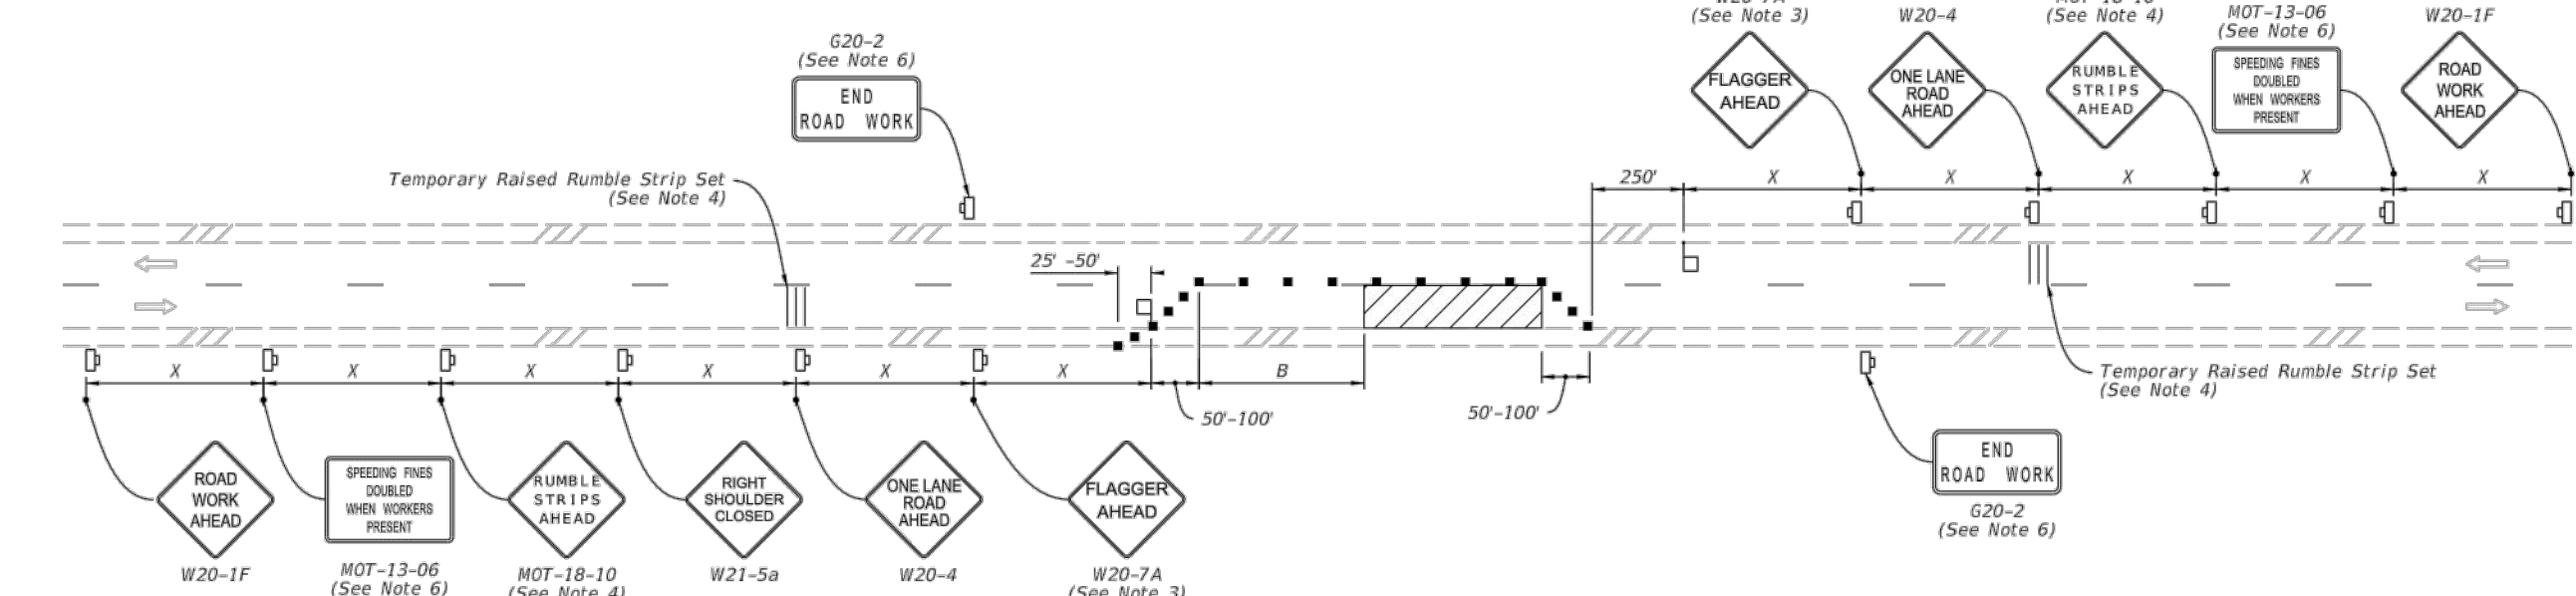 (See Note 3)
W20-4
(See Note 4)
MOT-13-06
(See Note 6)
W20-1F
G20-2
(See Note 6)
END
ROAD WORK
FLAGGER
AHEAD
ONE LANE
ROAD
AHEAD
RUMBLE
STRIPS
AHEAD
SPEEDING FINES
DOUBLED
WHEN WORKERS
PRESENT
ROAD
WORK
AHEAD
Temporary Raised Rumble Strip Set
(See Note 4)
250'
X
X
X
X
X
25' -50'
X
X
X
X
X
X
B
50'-100'
50'-100'
Temporary Raised Rumble Strip Set
(See Note 4)
ROAD
WORK
AHEAD
SPEEDING FINES
DOUBLED
WHEN WORKERS
PRESENT
RUMBLE
STRIPS
AHEAD
RIGHT
SHOULDER
CLOSED
ONE LANE
ROAD
AHEAD
FLAGGER
AHEAD
END
ROAD WORK
G20-2
(See Note 6)
W20-1F
MOT-13-06
(See Note 6)
MOT-18-10
(See Note 4)
W21-5a
W20-4
W20-7A
(See Note 3)